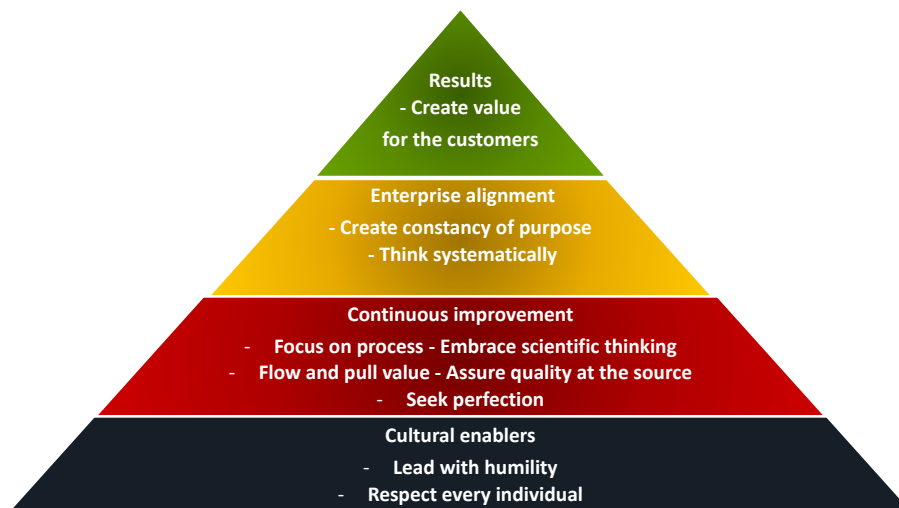 Results
- Create value
for the customers
Enterprise alignment
- Create constancy of purpose
- Think systematically
Continuous improvement
- Focus on process - Embrace scientific thinking
- Flow and pull value - Assure quality at the source
- Seek perfection
Cultural enablers
- Lead with humility
- Respect every individual